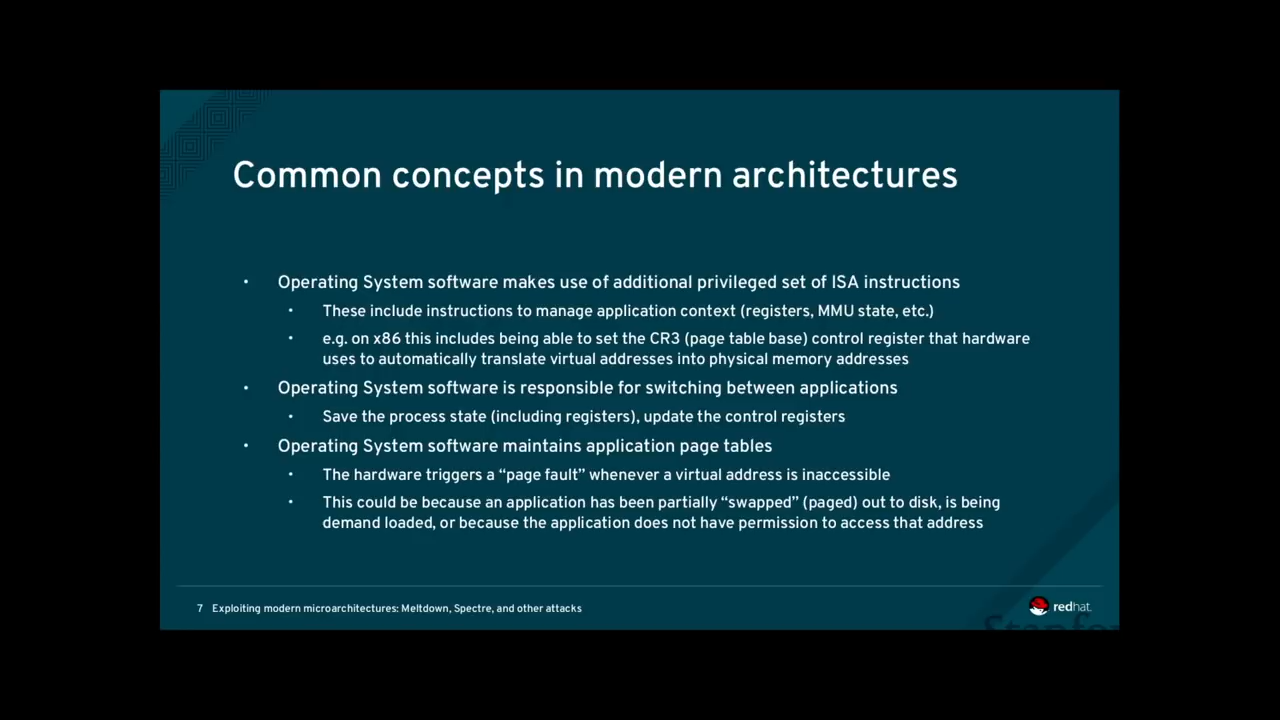 Common concepts in modern architectures
• Operating System software makes use of additional privileged set of ISA instructions
• These include instructions to manage application context (registers, MMU state, etc.)
• e.g. on x86 this includes being able to set the CR3 (page table base) control register that hardware
uses to automatically translate virtual addresses into physical memory addresses
• Operating System software is responsible for switching between applications
• Save the process state (including registers), update the control registers
• Operating System software maintains application page tables
• The hardware triggers a “page fault” whenever a virtual address is inaccessible
• This could be because an application has been partially “swapped” (paged) out to disk, is being
demand loaded, or because the application does not have permission to access that address
7 Exploiting modern microarchitectures: Meltdown, Spectre, and other attacks
redhat.